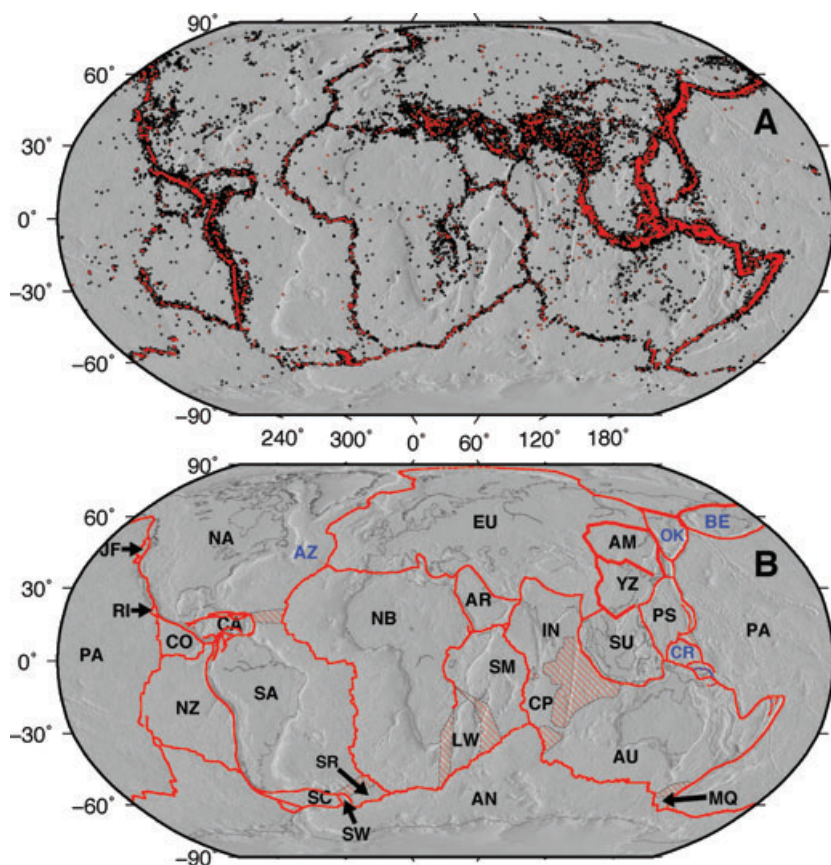 90˚
60˚
A
30˚
0˚
−30˚
−60˚
−90˚
240˚ 300˚ 0˚ 60˚ 120˚ 180˚
90˚
60˚
NA EU OK BE
JF AZ AM
30˚ B
YZ
RI CA NB AR IN PS
CO SU PA
PA CR
0˚
SM
NZ SA CP
−30˚
LW AU
SR
SC AN MQ
−60˚
SW
−90˚